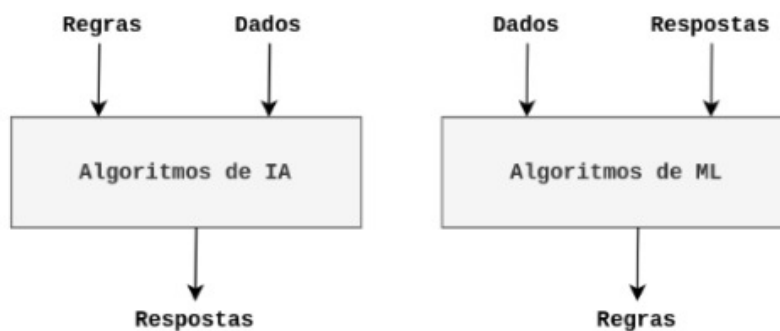 Regras Dados
Algoritmos de IA
Respostas
Dados Respostas
Algoritmos de ML
Regras